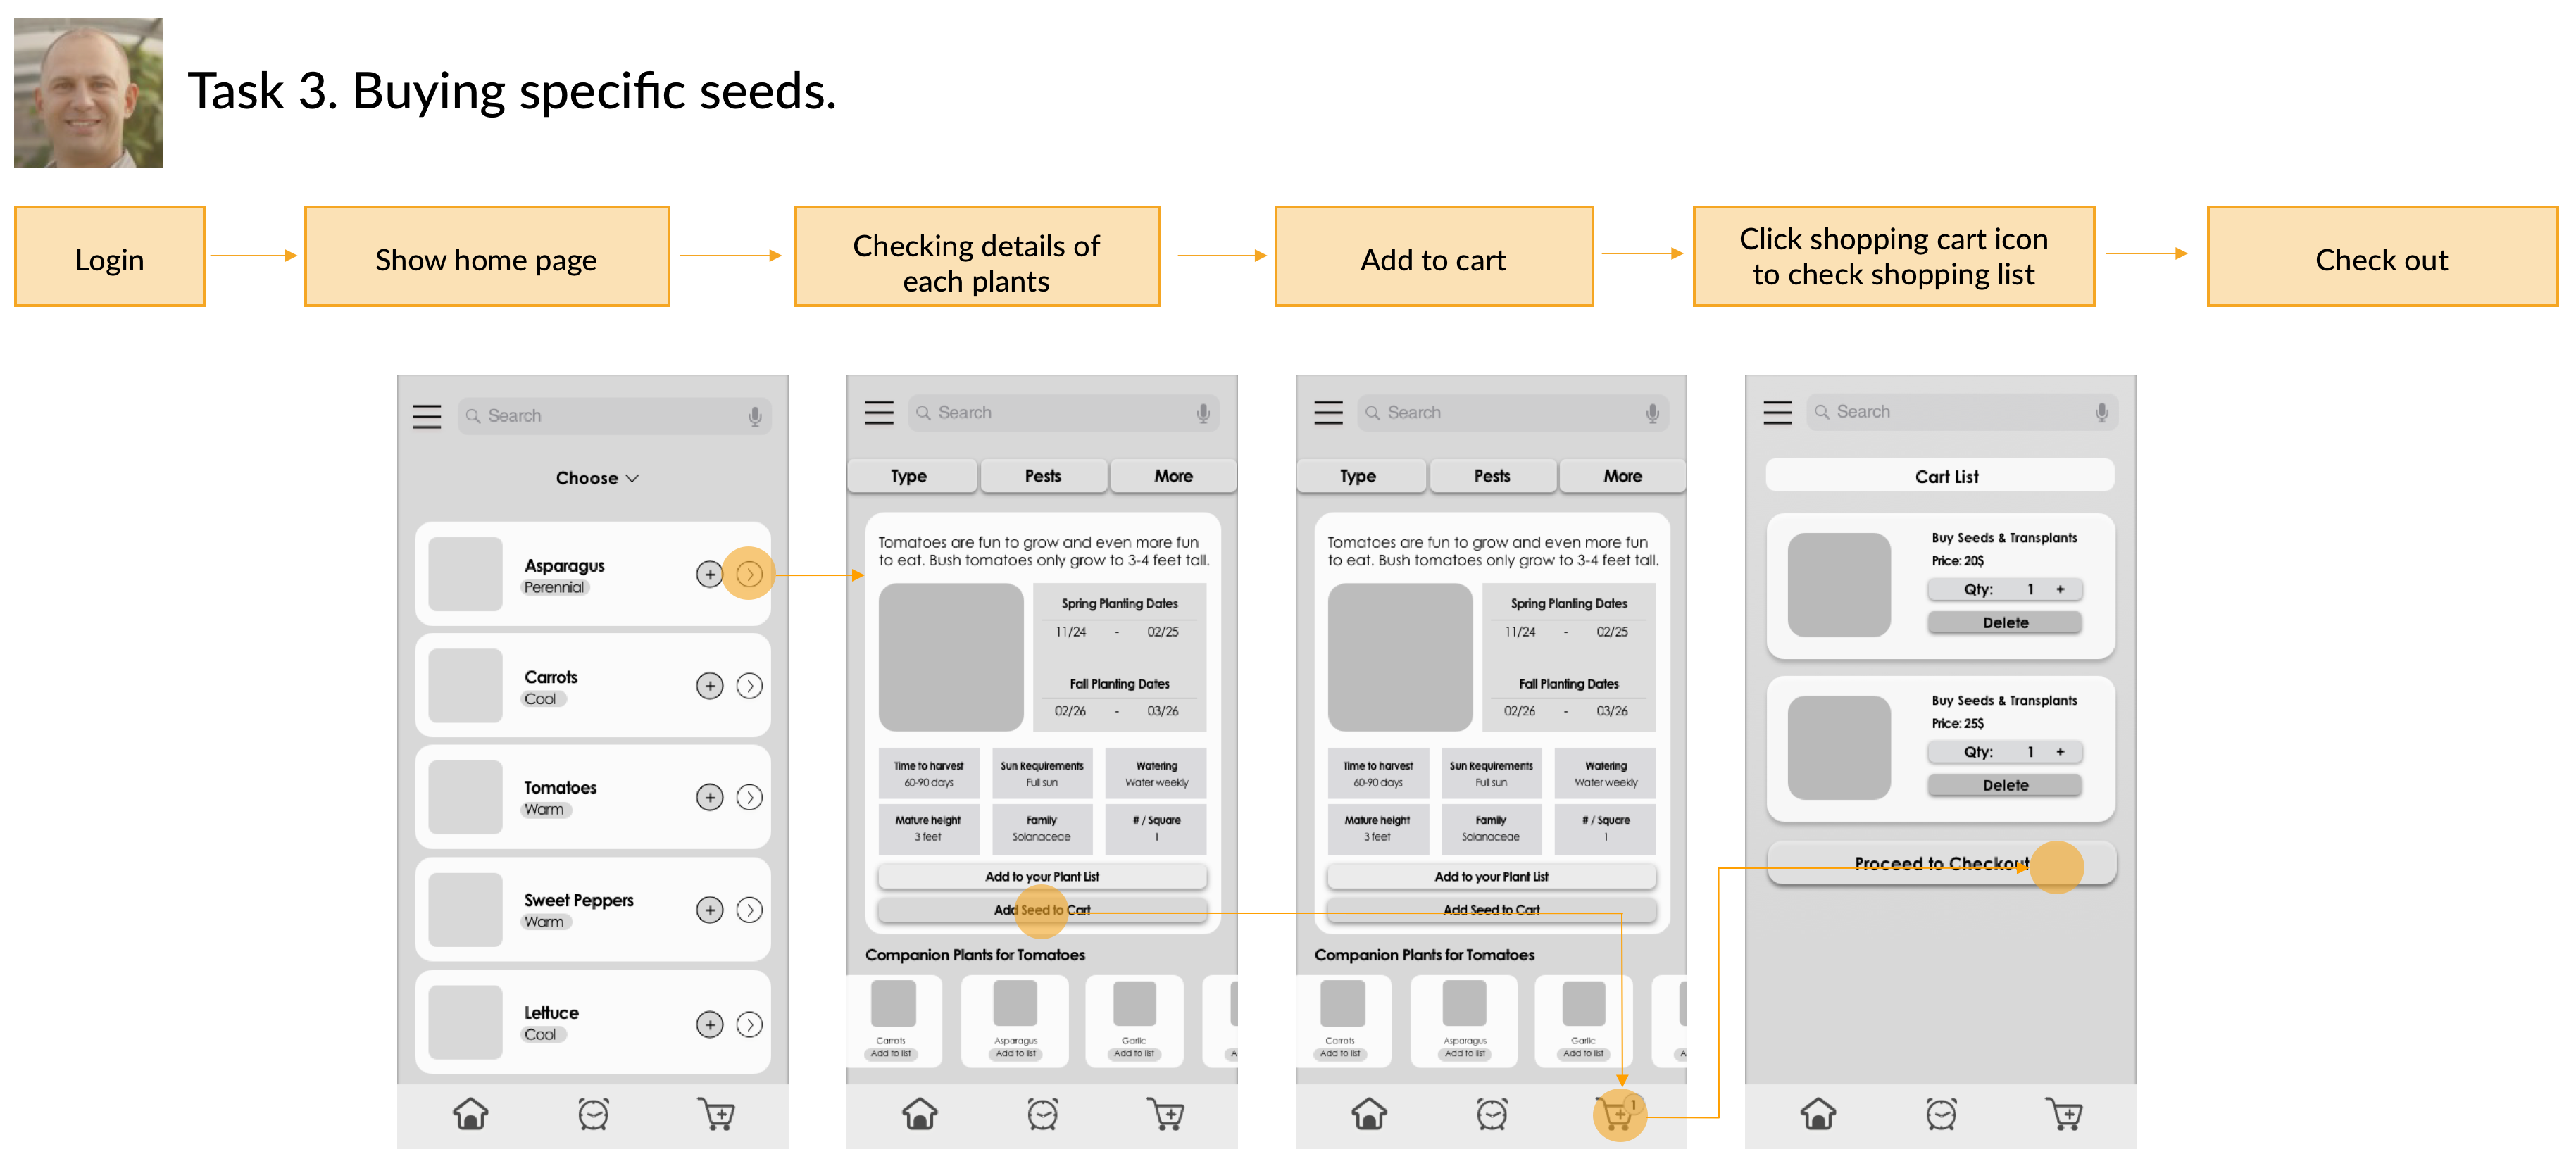 Task 3. Buying specific seeds.
Login
Show home page
Checking details of
each plants
Add to cart
Click shopping cart icon
to check shopping list
Check out
Search
Choose
Asparagus
Perennial
+
Carrots
Cool
+
Tomatoes
Warm
+
Sweet Peppers
Warm
+
Lettuce
Cool
+
Search
Type Pests More
Tomatoes are fun to grow and even more fun
to eat. Bush tomatoes only grow to 3-4 feet tall.
Spring Planting Dates
11/24 - 02/25
Fall Planting Dates
02/26 - 03/26
Time to harvest Sun Requirements Watering
60-90 days Full sun Water weekly
Mature height Family # / Square
3 feet Solanaceae 1
Add to your Plant List
Add Seed to Cart
Companion Plants for Tomatoes
Carrots Asparagus Garlic
Add to list Add to list Add to list A
Search
Type Pests More
Tomatoes are fun to grow and even more fun
to eat. Bush tomatoes only grow to 3-4 feet tall.
Spring Planting Dates
11/24 - 02/25
Fall Planting Dates
02/26 - 03/26
Time to harvest Sun Requirements Watering
60-90 days Full sun Water weekly
Mature height Family # / Square
3 feet Solanaceae 1
Add to your Plant List
Add Seed to Cart
Companion Plants for Tomatoes
Carrots Asparagus Garlic
Add to list Add to list Add to list A
1
Search
Cart List
Buy Seeds & Transplants
Price: 20$
Qty: 1 +
Delete
Buy Seeds & Transplants
Price: 25$
Qty: 1 +
Delete
Proceed to Checkout